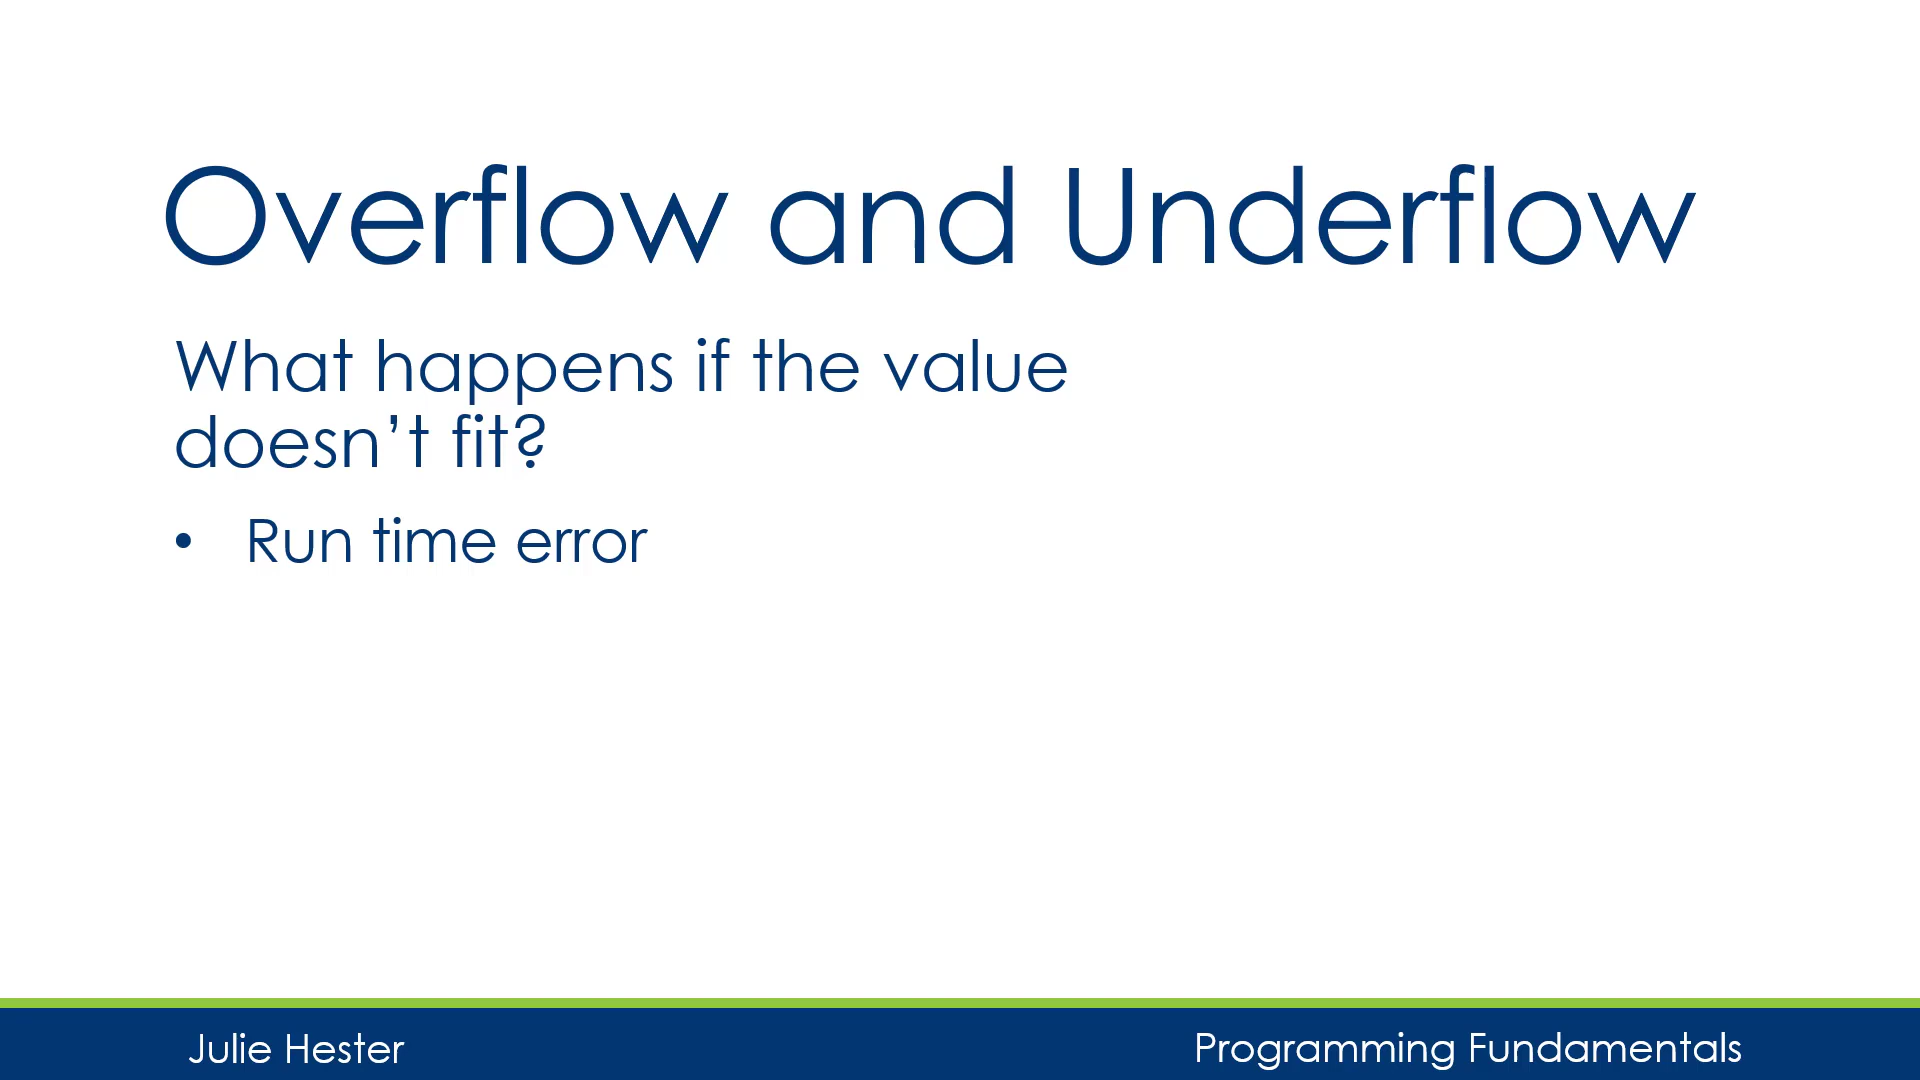 Overflow and Underflow
What happens if the value
doesn’t fit?
• Run time error
Julie Hester
Programming Fundamentals